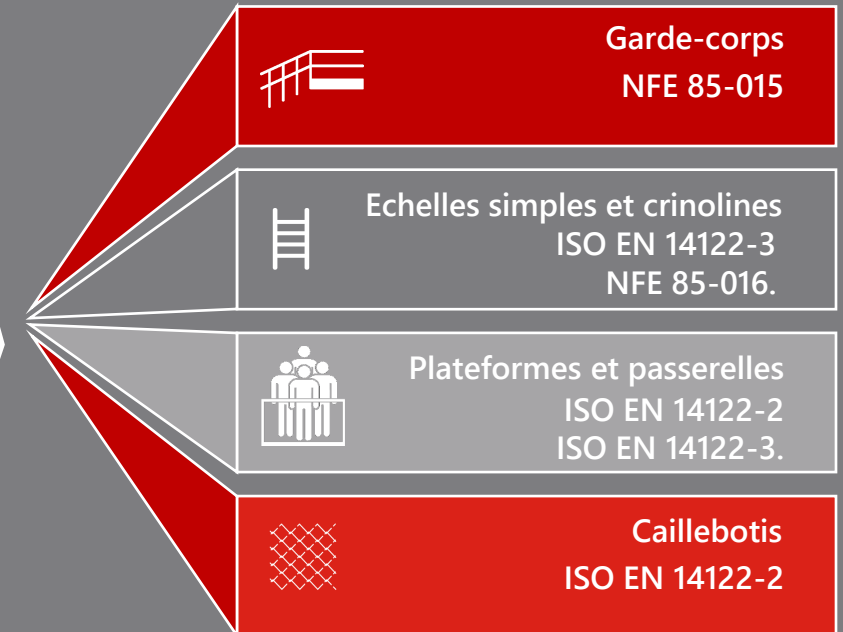 Garde-corps
NFE 85-015
Echelles simples et crinolines
ISO EN 14122-3
NFE 85-016.
Plateformes et passerelles
ISO EN 14122-2
ISO EN 14122-3.
Caillebotis
ISO EN 14122-2